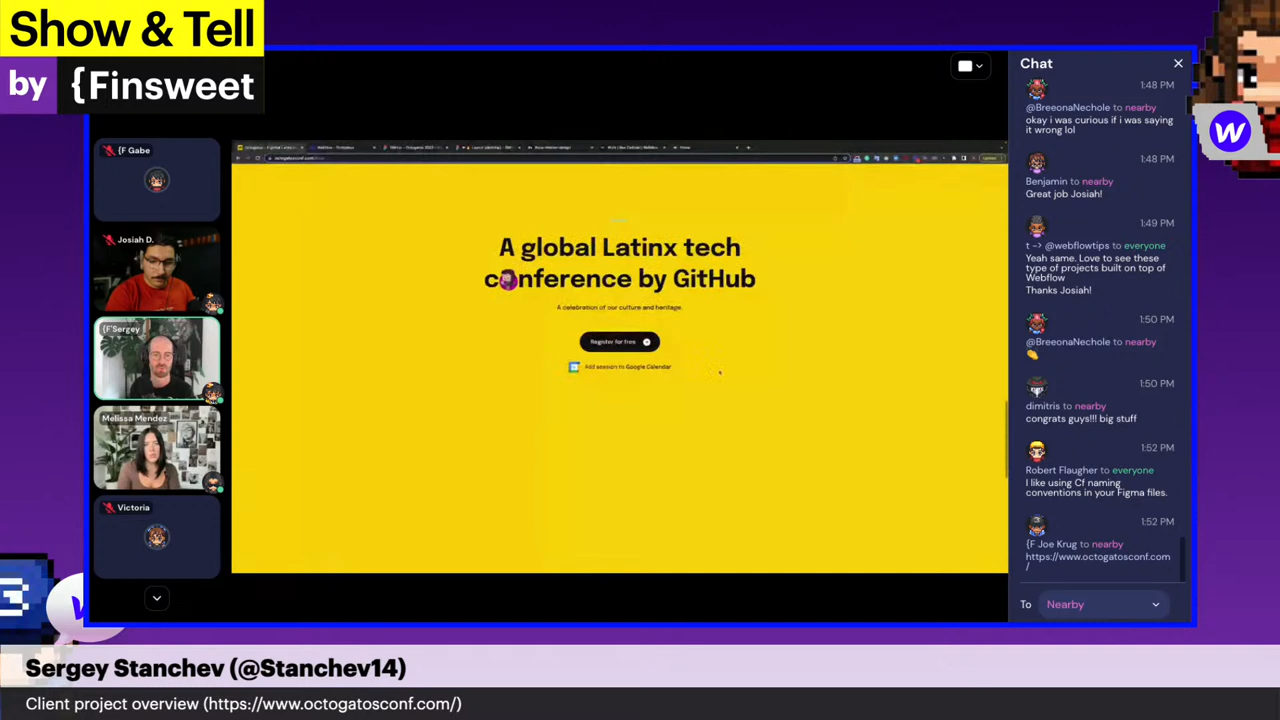 Show & Tell
by {Finsweet
{F Gabe
Josiah D.
{F Sergey
Melissa Mendez
Victoria
A global Latinx tech
conference by GitHub
A celebration of our culture and heritage.
Register for free
Add session to Google Calendar
Chat
1:48 PM
@BreeonaNechole to nearby
okay i was curious if i was saying
it wrong lol
1:48 PM
Benjamin to nearby
Great job Josiah!
1:49 PM
t -> @webflowtips to everyone
Yeah same. Love to see these
type of projects built on top of
Webflow
Thanks Josiah!
1:50 PM
@BreeonaNechole to nearby
1:50 PM
dimitris to nearby
congrats guys!!! big stuff
1:52 PM
Robert Flaugher to everyone
I like using Cf naming
conventions in your Figma files.
1:52 PM
{F Joe Krug to nearby
https://www.octogatosconf.com
/
To Nearby
Sergey Stanchev (@Stanchev14)
Client project overview (https://www.octogatosconf.com/)